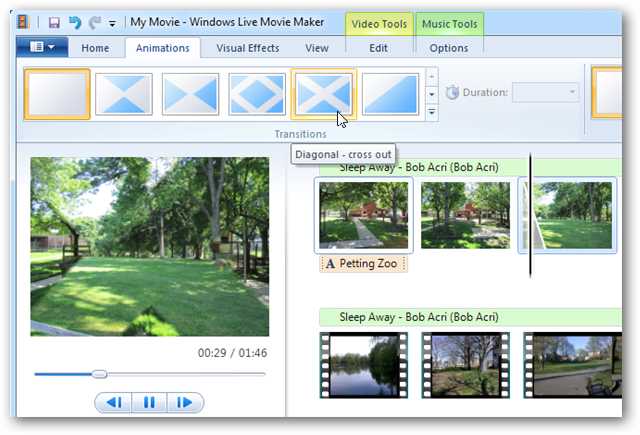 My Movie - Windows Live Movie Maker
Video Tools
Music Tools
Home
Animations
Visual Effects
View
Edit
Options
Duration:
Transitions
Diagonal - cross out
Sleep Away - Bob Acri (Bob Acri)
A Petting Zoo
00:29 / 01:46
Sleep Away - Bob Acri (Bob Acri)